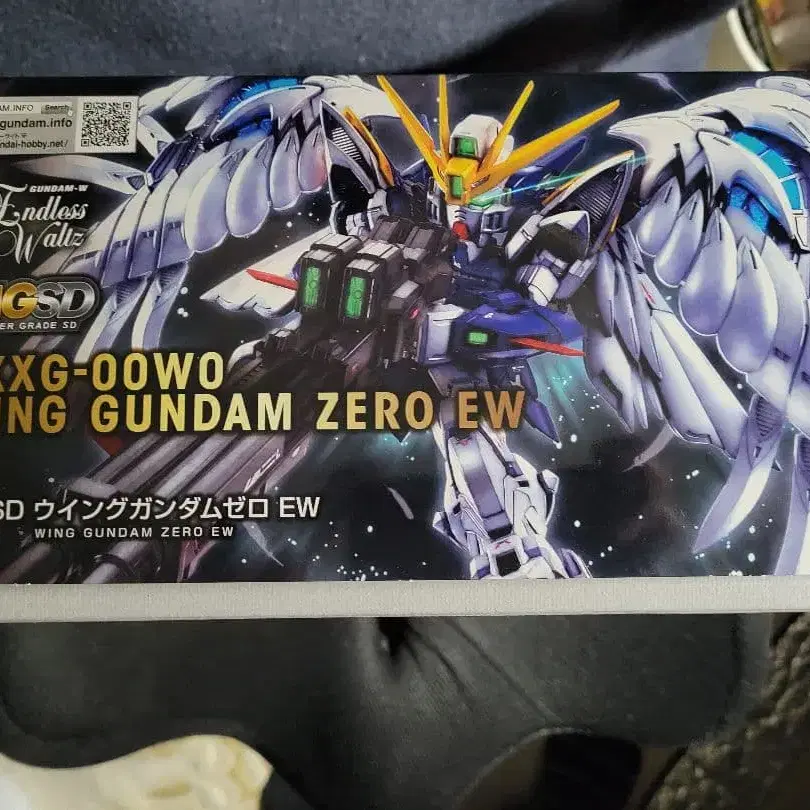 AM.INFO Search
gundam.info
ndai-hobby.net/
GUNDAM-W
Endless
Waltz
MGSD
ER GRADE SD
XXG-00W0
ING GUNDAM ZERO EW
SD ウイングガンダムゼロ EW
WING GUNDAM ZERO EW